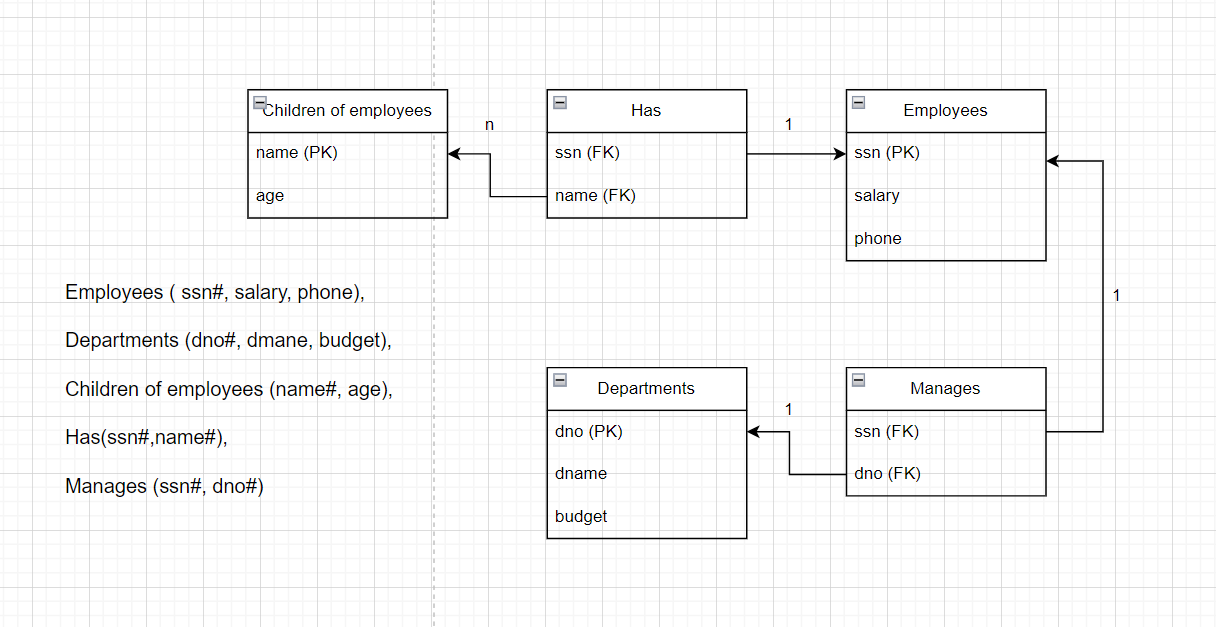 Children of employees
name (PK)
age
n
Has
ssn (FK)
name (FK)
1
Employees
ssn (PK)
salary
phone
1
Employees ( ssn#, salary, phone),
Departments (dno#, dmane, budget),
Children of employees (name#, age),
Has(ssn#,name#),
Manages (ssn#, dno#)
Departments
dno (PK)
dname
budget
1
Manages
ssn (FK)
dno (FK)